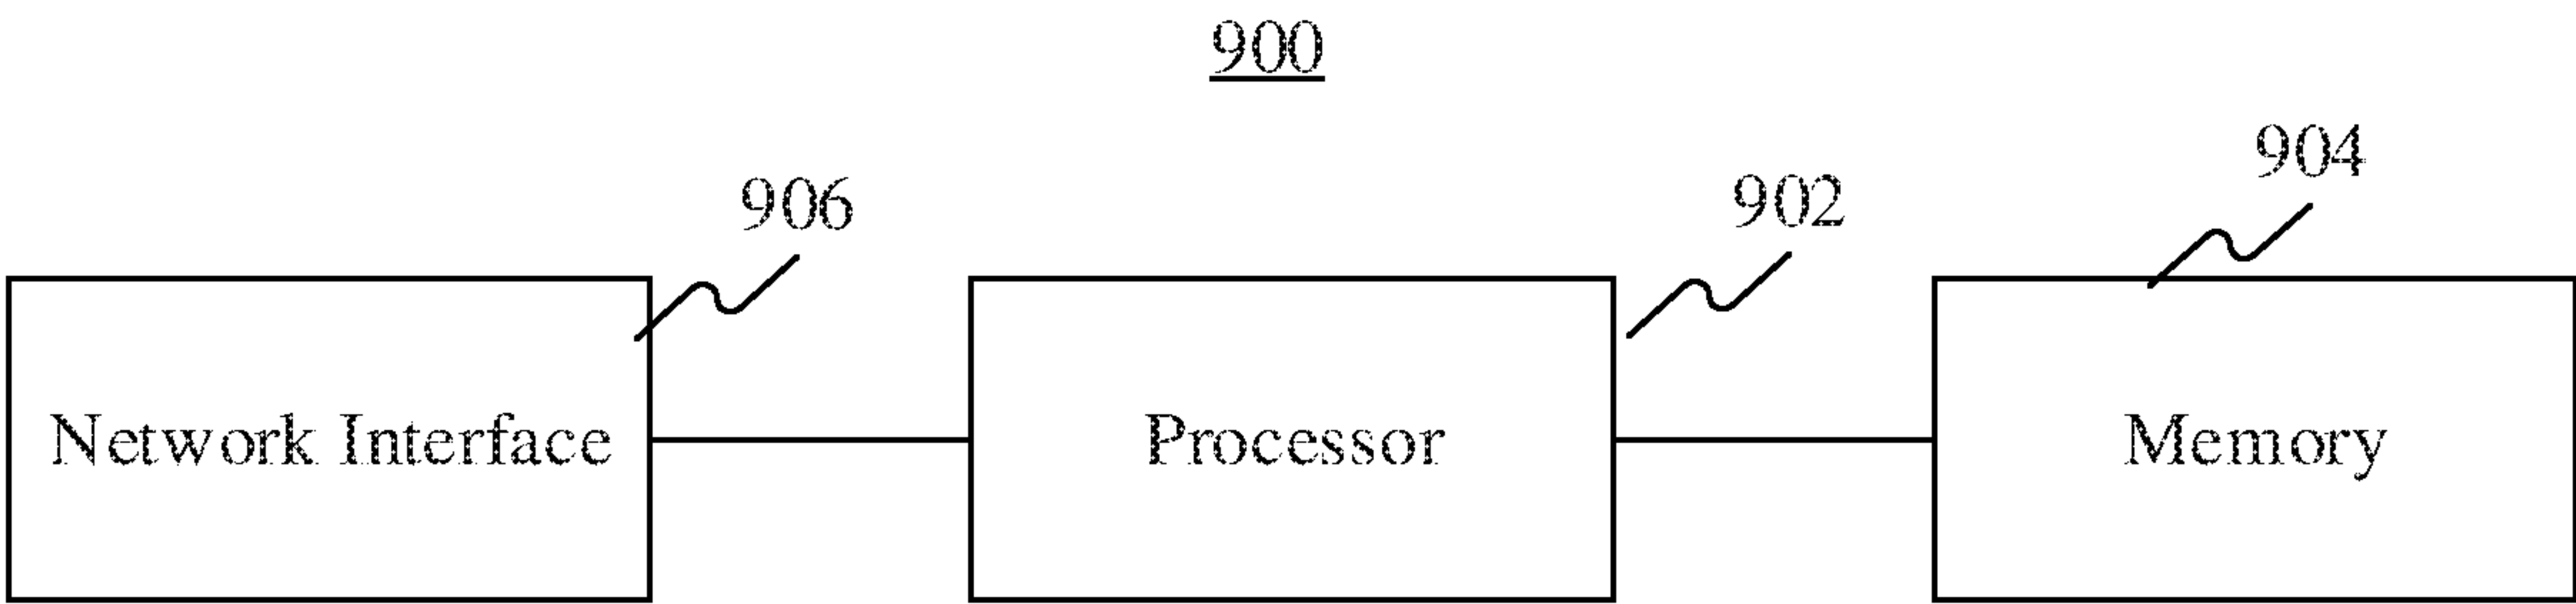 900
904
906
902
Network Interface
Processor
Memory